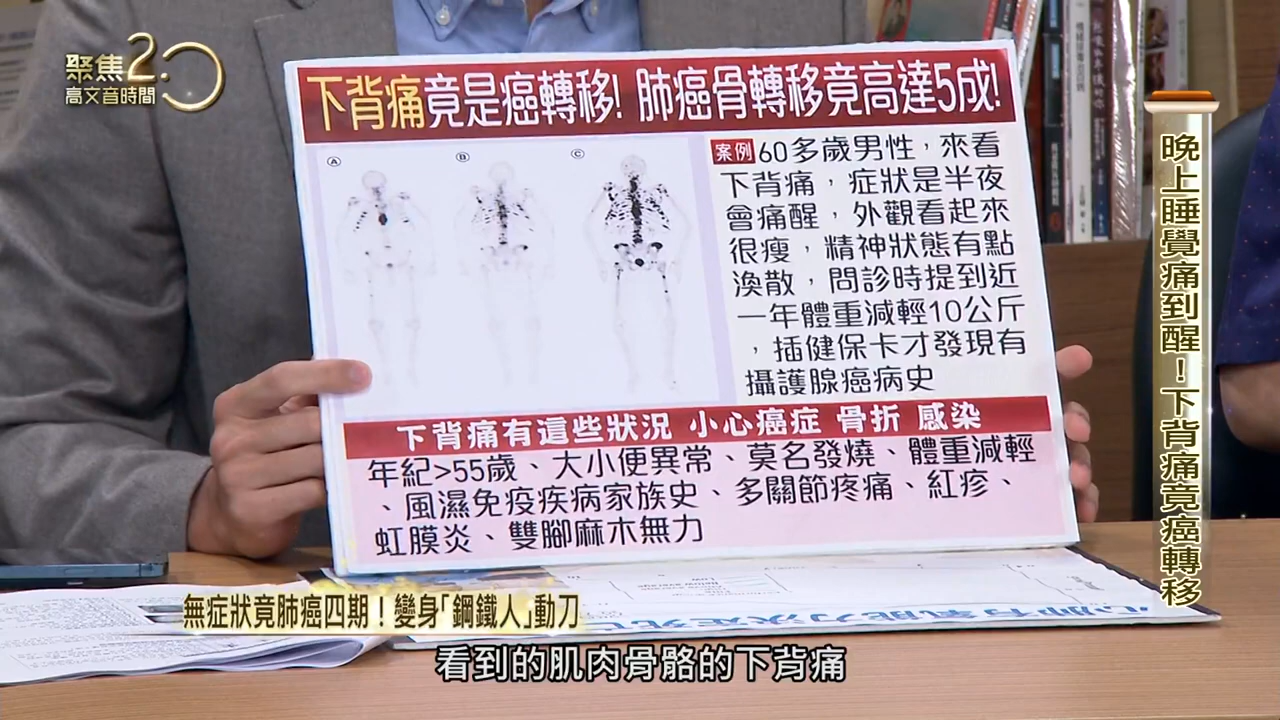 聚焦2.0
高文音時間
下背痛竟是癌轉移! 肺癌骨轉移竟高達5成!
A
B
C
案例 60多歲男性，來看
下背痛，症狀是半夜
會痛醒，外觀看起來
很瘦，精神狀態有點
渙散，問診時提到近
一年體重減輕10公斤
，插健保卡才發現有
攝護腺癌病史
下背痛有這些狀況 小心癌症 骨折 感染
年紀>55歲、大小便異常、莫名發燒、體重減輕
、風濕免疫疾病家族史、多關節疼痛、紅疹、
虹膜炎、雙腳麻木無力
晚上睡覺痛到醒！下背痛竟癌轉移
無症狀竟肺癌四期！變身「鋼鐵人」動刀
看到的肌肉骨骼的下背痛